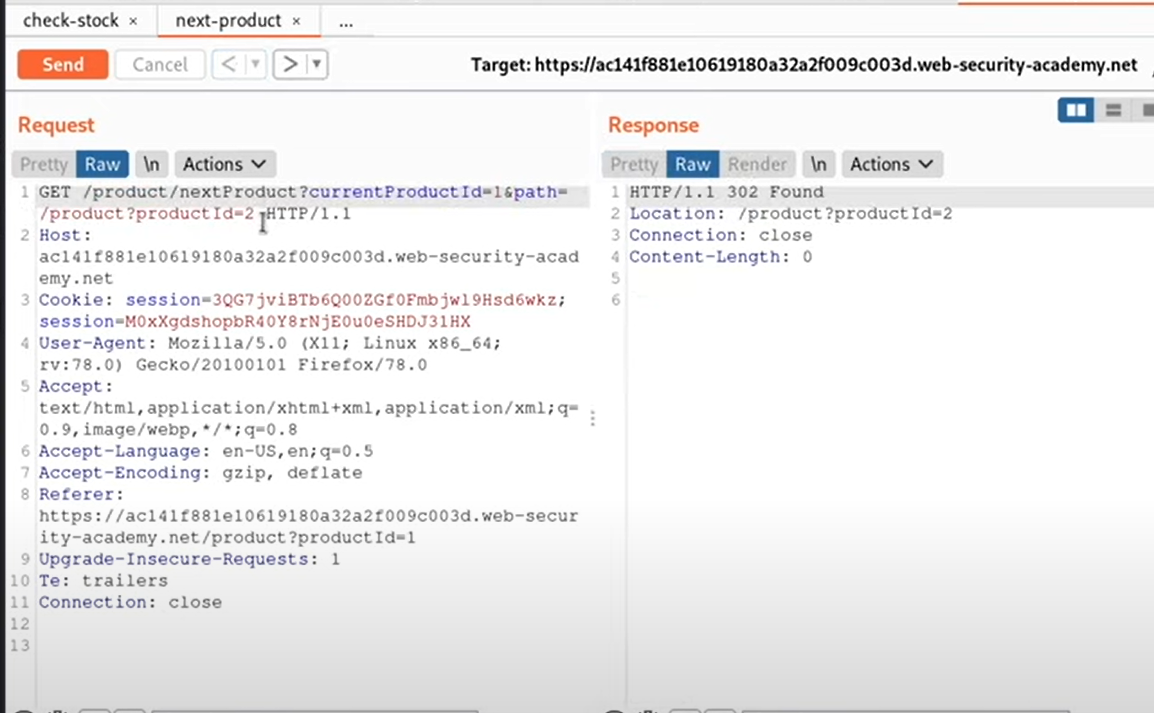 check-stock ×
next-product ×
...
Send
Cancel
<
>
Target: https://ac141f881e10619180a32a2f009c003d.web-security-academy.net
Request
Pretty
Raw
\n
Actions
1 GET /product/nextProduct?currentProductId=1&path=
/product?productId=2 HTTP/1.1
2 Host:
ac141f881e10619180a32a2f009c003d.web-security-acad
emy.net
3 Cookie: session=3QG7jviBTb6Q00ZGf0Fmbjwl9Hsd6wkz;
session=M0xXgdshopbR40Y8rNjE0u0eSHDJ31HX
4 User-Agent: Mozilla/5.0 (X11; Linux x86_64;
rv:78.0) Gecko/20100101 Firefox/78.0
5 Accept:
text/html,application/xhtml+xml,application/xml;q=
0.9,image/webp,*/*;q=0.8
6 Accept-Language: en-US,en;q=0.5
7 Accept-Encoding: gzip, deflate
8 Referer:
https://ac141f881e10619180a32a2f009c003d.web-secur
ity-academy.net/product?productId=1
9 Upgrade-Insecure-Requests: 1
10 Te: trailers
11 Connection: close
12
13
Response
Pretty
Raw
Render
\n
Actions
1 HTTP/1.1 302 Found
2 Location: /product?productId=2
3 Connection: close
4 Content-Length: 0
5
6